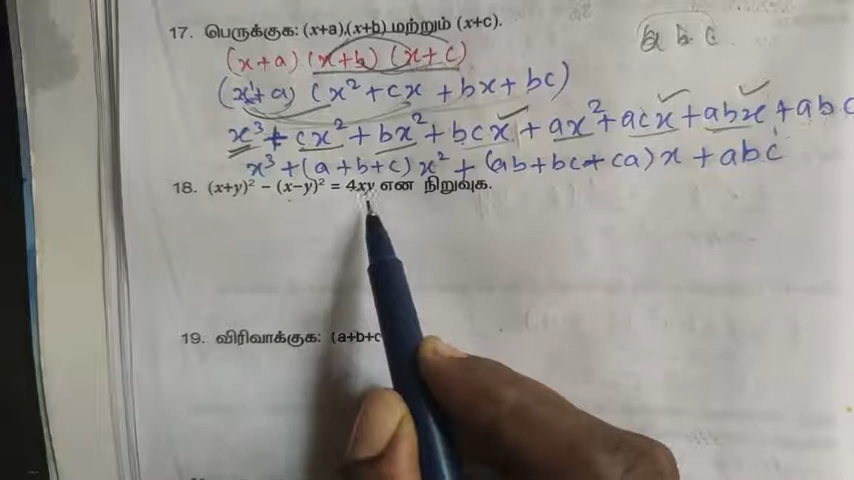 17. பெருக்குக: (x+a),(x+b) மற்றும் (x+c).
a b c
(x+a) (x+b) (x+c)
(x+a) (x² + cx + bx + bc)
x³ + cx² + bx² + bcx + ax² + acx + abx + abc
x³ + (a+b+c) x² + (ab+bc+ca) x + abc
18. (x+y)² − (x−y)² = 4xy என நிறுவுக.
19. விரிவாக்குக: (a+b+c